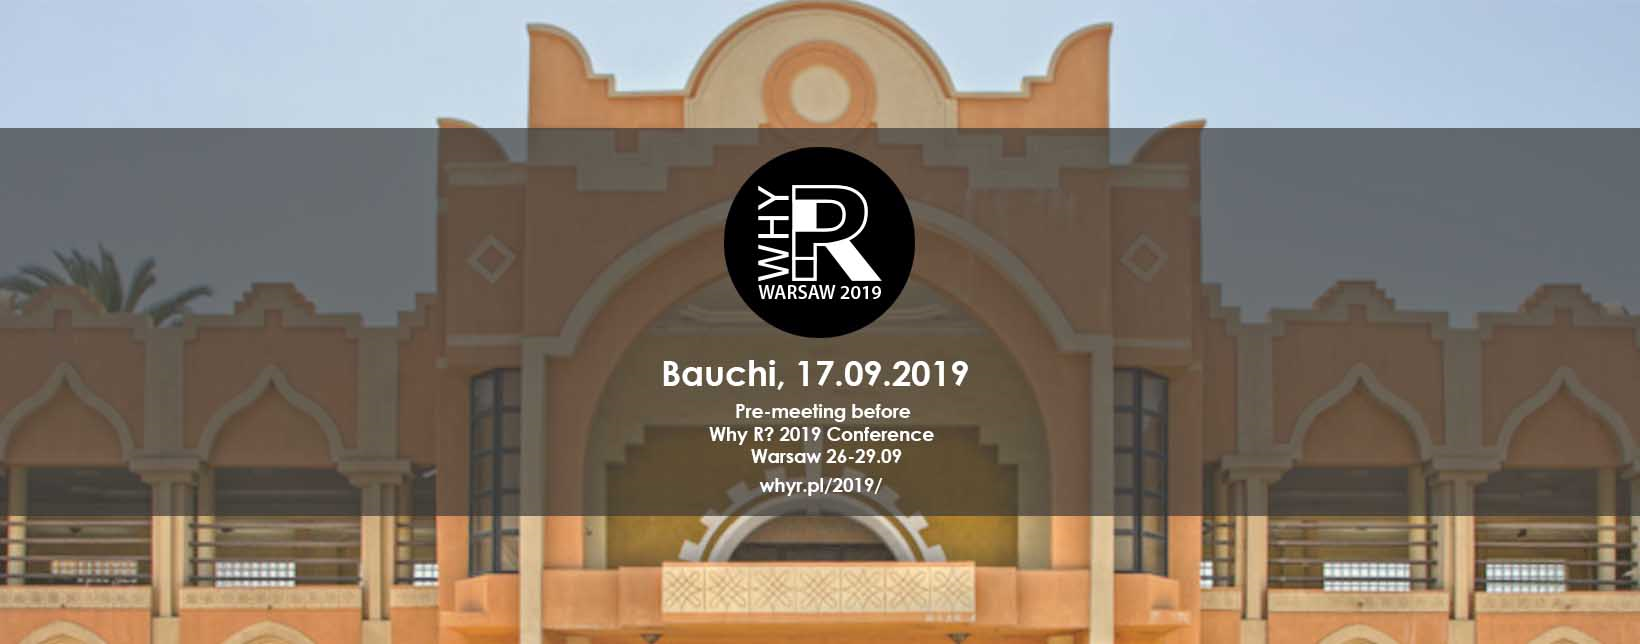 WHY R
WARSAW 2019
Bauchi, 17.09.2019
Pre-meeting before
Why R? 2019 Conference
Warsaw 26-29.09
whyr.pl/2019/